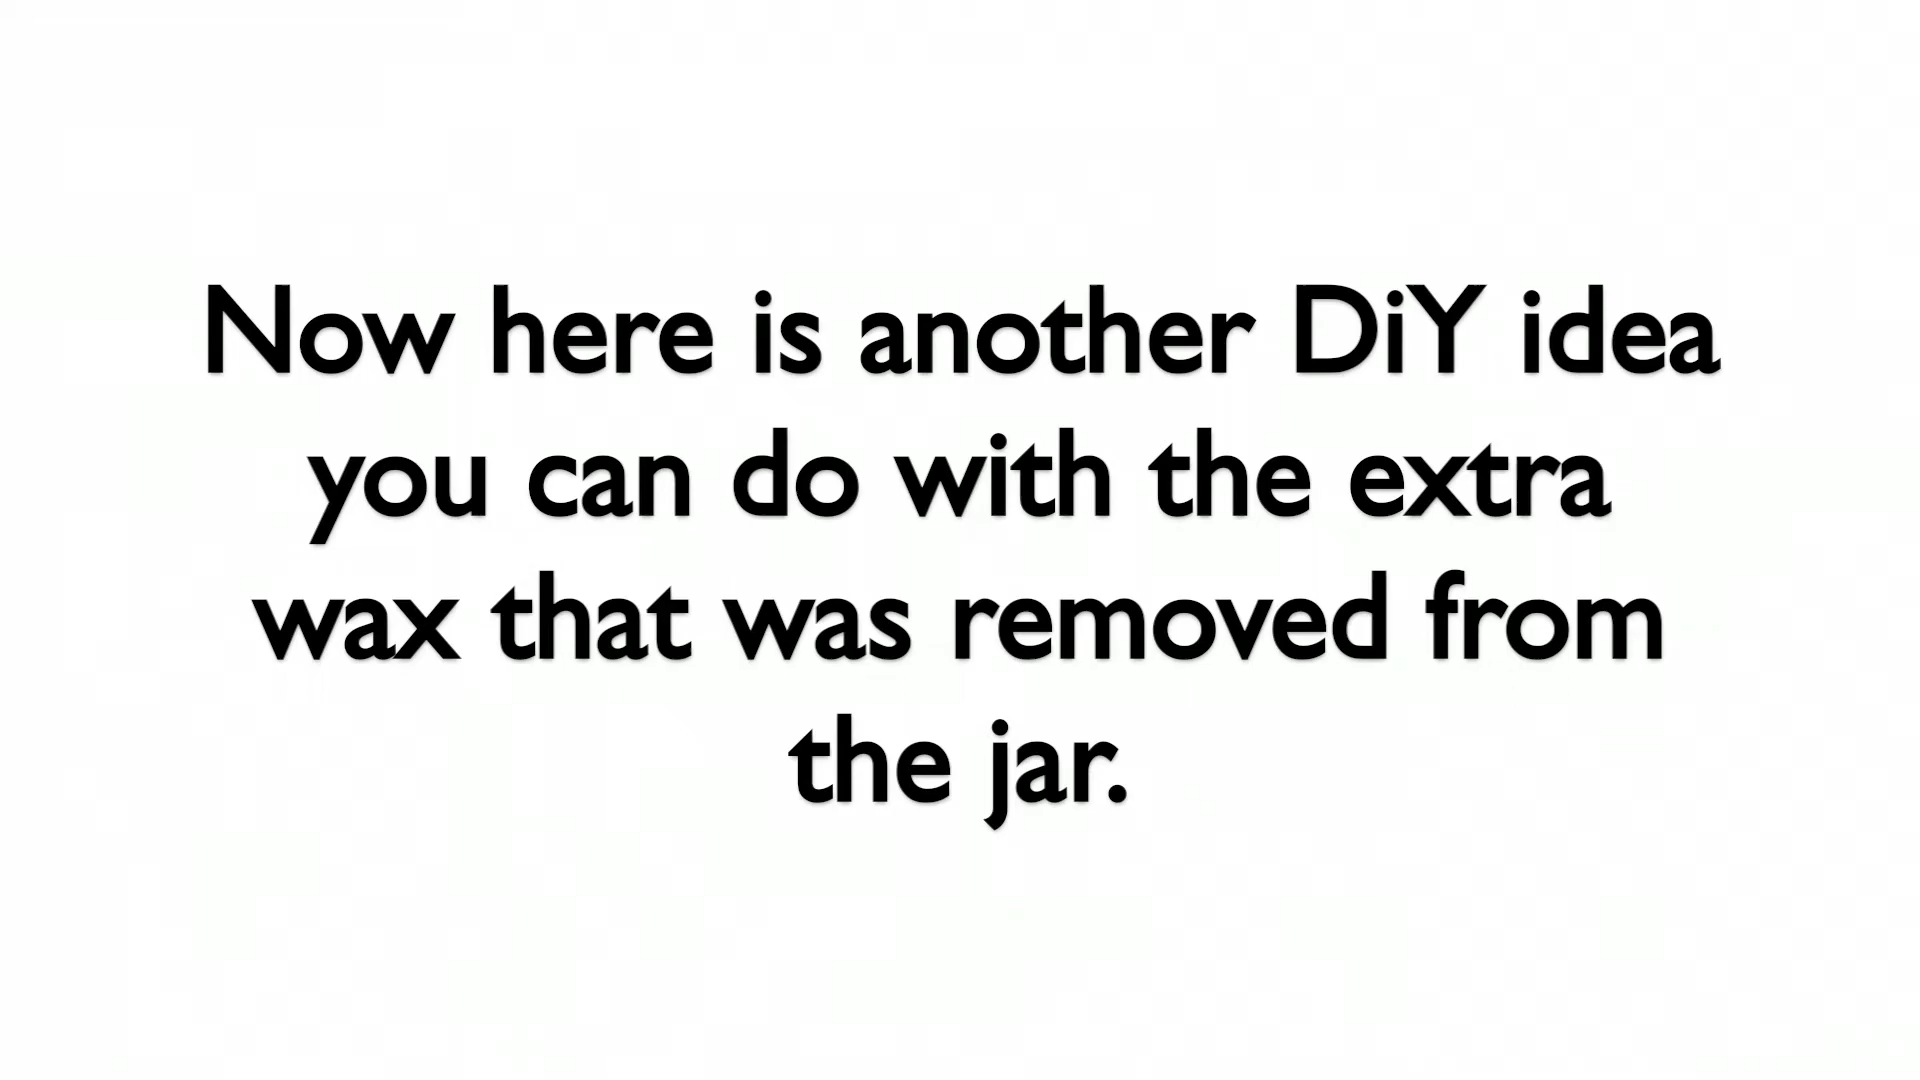 Now here is another DiY idea
you can do with the extra
wax that was removed from
the jar.